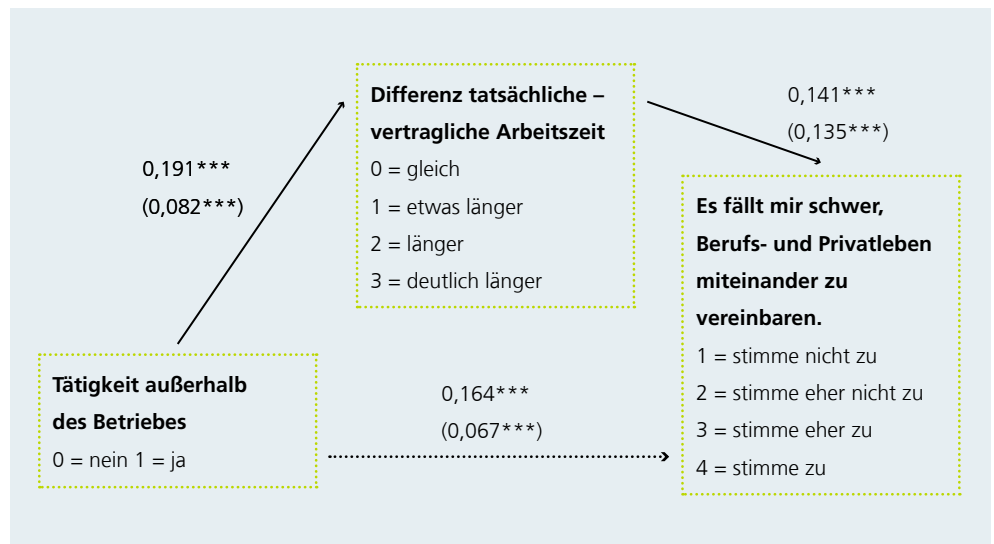 Differenz tatsächliche –
vertragliche Arbeitszeit
0 = gleich
1 = etwas länger
2 = länger
3 = deutlich länger
0,141***
(0,135***)
0,191***
(0,082***)
Es fällt mir schwer,
Berufs- und Privatleben
miteinander zu
vereinbaren.
1 = stimme nicht zu
2 = stimme eher nicht zu
3 = stimme eher zu
4 = stimme zu
Tätigkeit außerhalb
des Betriebes
0 = nein 1 = ja
0,164***
(0,067***)